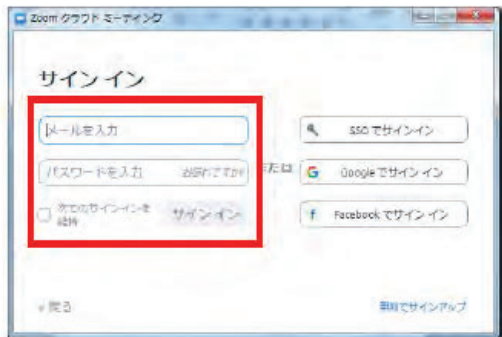 Zoom クラウド ミーティング
サイン イン
メールを入力
パスワードを入力 お忘れですか
次でのサインインを
維持
サイン イン
または
SSO でサインイン
G Google でサインイン
f Facebook でサインイン
戻る
無料でサインアップ